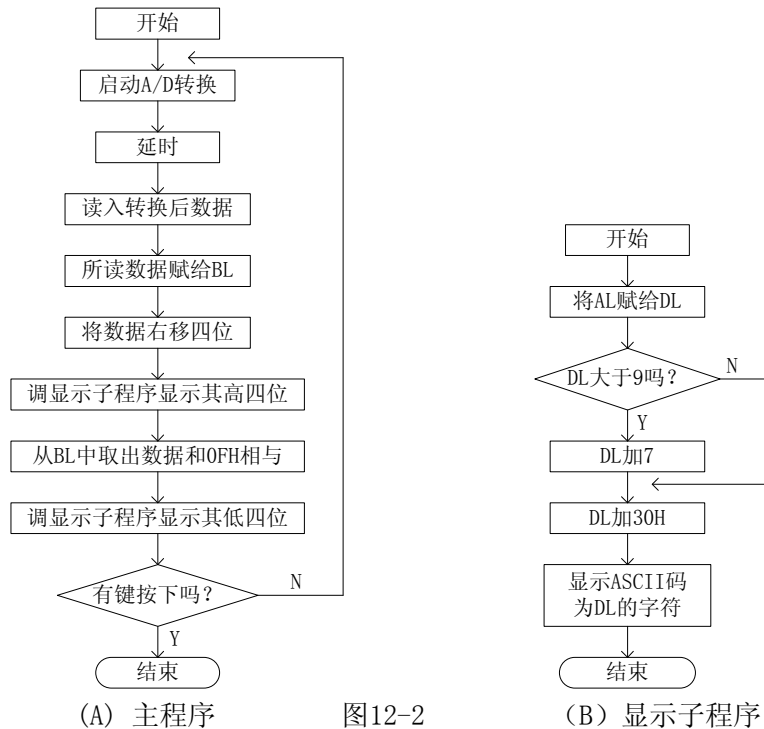 开始
启动A/D转换
延时
读入转换后数据
所读数据赋给BL
将数据右移四位
调显示子程序显示其高四位
从BL中取出数据和0FH相与
调显示子程序显示其低四位
有键按下吗?
N
Y
结束
(A) 主程序
图12-2
开始
将AL赋给DL
DL大于9吗?
N
Y
DL加7
DL加30H
显示ASCII码
为DL的字符
结束
(B) 显示子程序